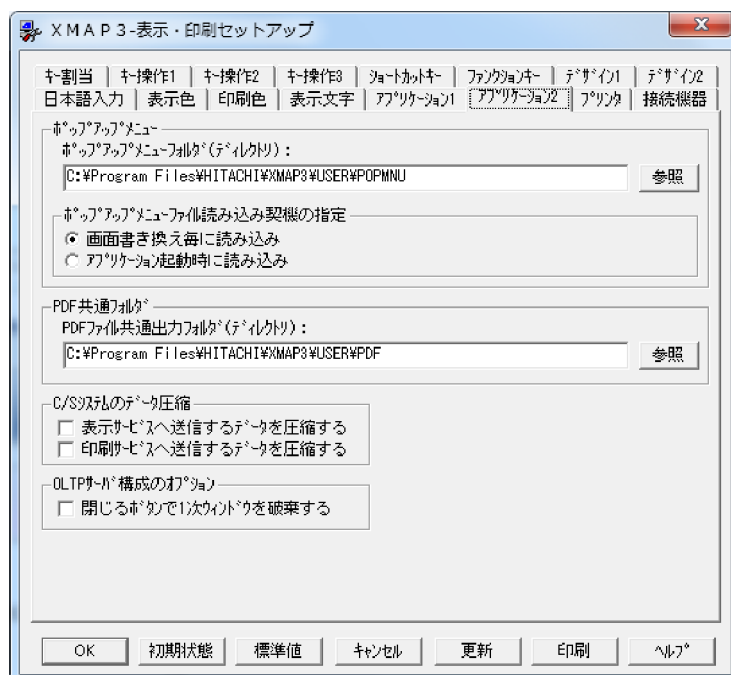 XMAP3-表示・印刷セットアップ
ｷｰ割当 ｷｰ操作1 ｷｰ操作2 ｷｰ操作3 ｼｮｰﾄｶｯﾄｷｰ ﾌｧﾝｸｼｮﾝｷｰ ﾃﾞｻﾞｲﾝ1 ﾃﾞｻﾞｲﾝ2
日本語入力 表示色 印刷色 表示文字 ｱﾌﾟﾘｹｰｼｮﾝ1 ｱﾌﾟﾘｹｰｼｮﾝ2 ﾌﾟﾘﾝﾀ 接続機器
ﾎﾟｯﾌﾟｱｯﾌﾟﾒﾆｭｰ
ﾎﾟｯﾌﾟｱｯﾌﾟﾒﾆｭｰﾌｫﾙﾀﾞ(ﾃﾞｨﾚｸﾄﾘ):
C:¥Program Files¥HITACHI¥XMAP3¥USER¥POPMNU 参照
ﾎﾟｯﾌﾟｱｯﾌﾟﾒﾆｭｰﾌｧｲﾙ読み込み契機の指定
画面書き換え毎に読み込み
ｱﾌﾟﾘｹｰｼｮﾝ起動時に読み込み
PDF共通ﾌｫﾙﾀﾞ
PDFﾌｧｲﾙ共通出力ﾌｫﾙﾀﾞ(ﾃﾞｨﾚｸﾄﾘ):
C:¥Program Files¥HITACHI¥XMAP3¥USER¥PDF 参照
C/Sｼｽﾃﾑのﾃﾞｰﾀ圧縮
表示ｻｰﾋﾞｽへ送信するﾃﾞｰﾀを圧縮する
印刷ｻｰﾋﾞｽへ送信するﾃﾞｰﾀを圧縮する
OLTPｻｰﾊﾞ構成のｵﾌﾟｼｮﾝ
閉じるﾎﾞﾀﾝで1次ｳｨﾝﾄﾞｳを破棄する
OK 初期状態 標準値 ｷｬﾝｾﾙ 更新 印刷 ﾍﾙﾌﾟ